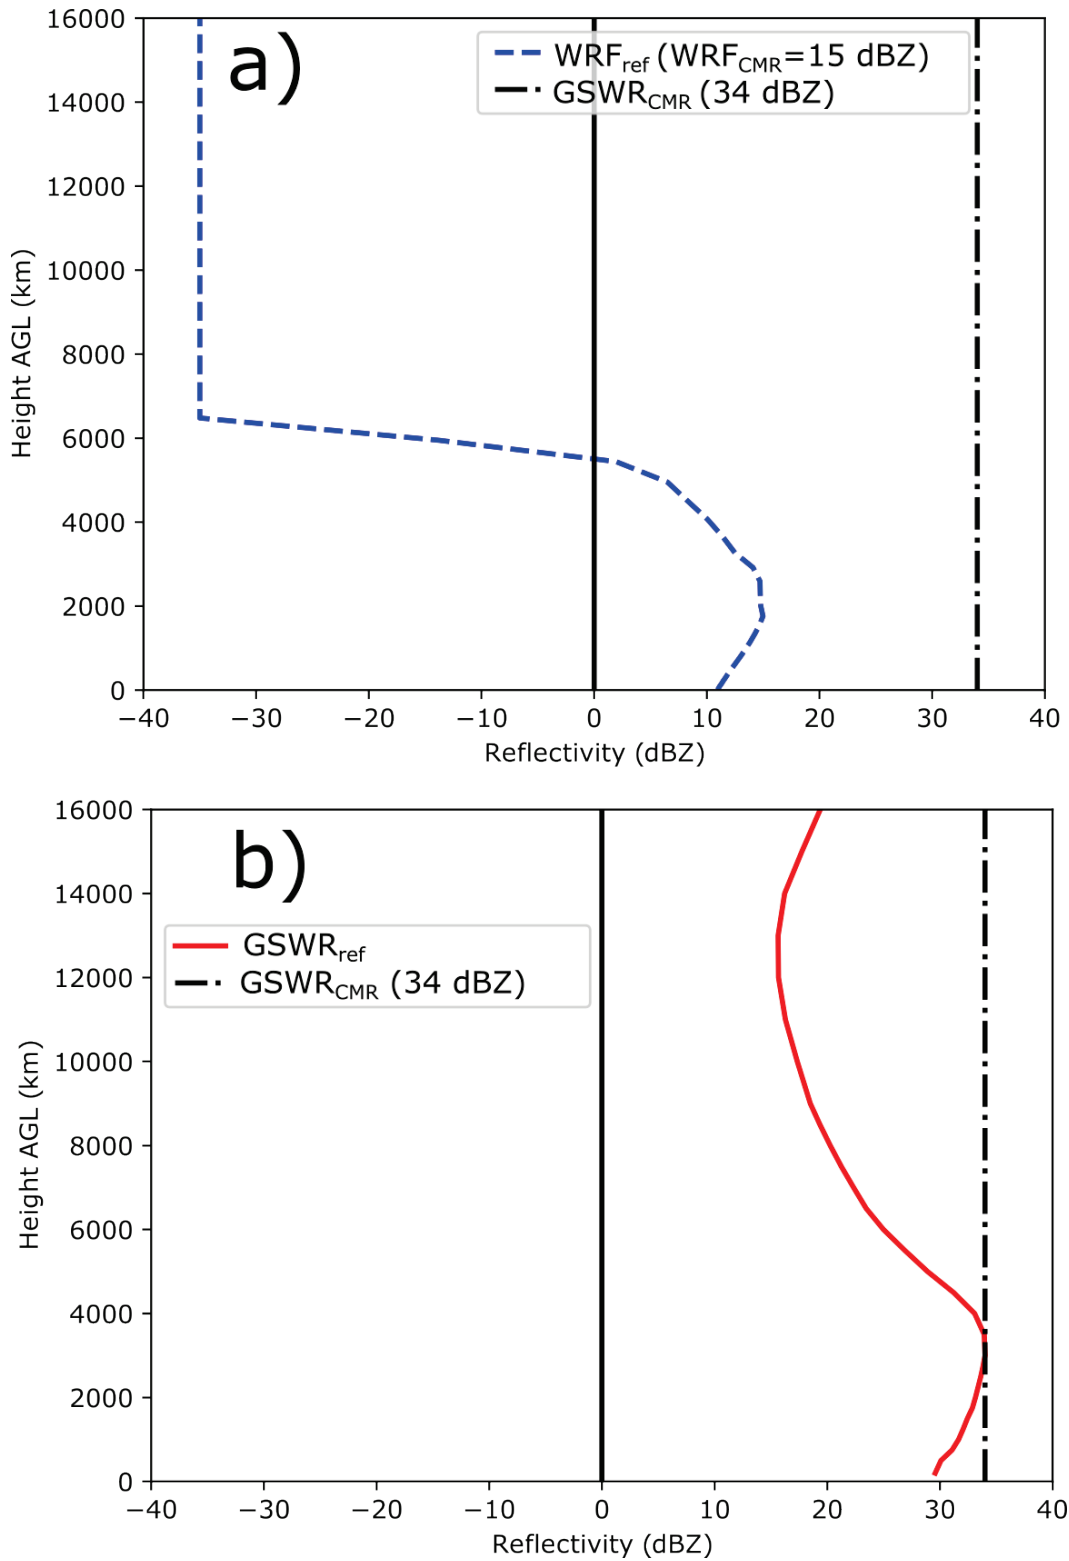 a)
WRFref (WRFCMR=15 dBZ)
GSWRCMR (34 dBZ)
16000
14000
12000
10000
8000
6000
4000
2000
0
Height AGL (km)
−40 −30 −20 −10 0 10 20 30 40
Reflectivity (dBZ)
b)
GSWRref
GSWRCMR (34 dBZ)
16000
14000
12000
10000
8000
6000
4000
2000
0
Height AGL (km)
−40 −30 −20 −10 0 10 20 30 40
Reflectivity (dBZ)